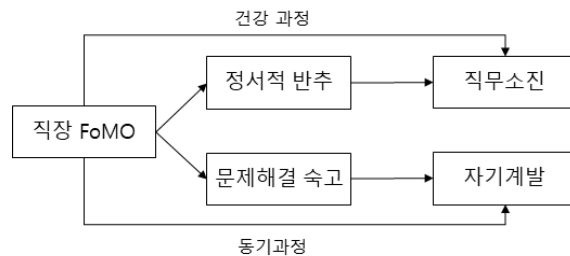 건강 과정
정서적 반추
직무소진
직장 FoMO
문제해결 숙고
자기계발
동기과정